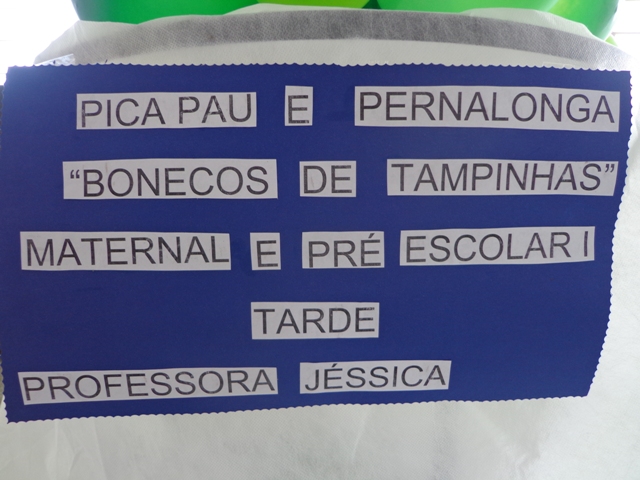 PICA PAU E PERNALONGA
“BONECOS DE TAMPINHAS”
MATERNAL E PRÉ ESCOLAR I
TARDE
PROFESSORA JÉSSICA